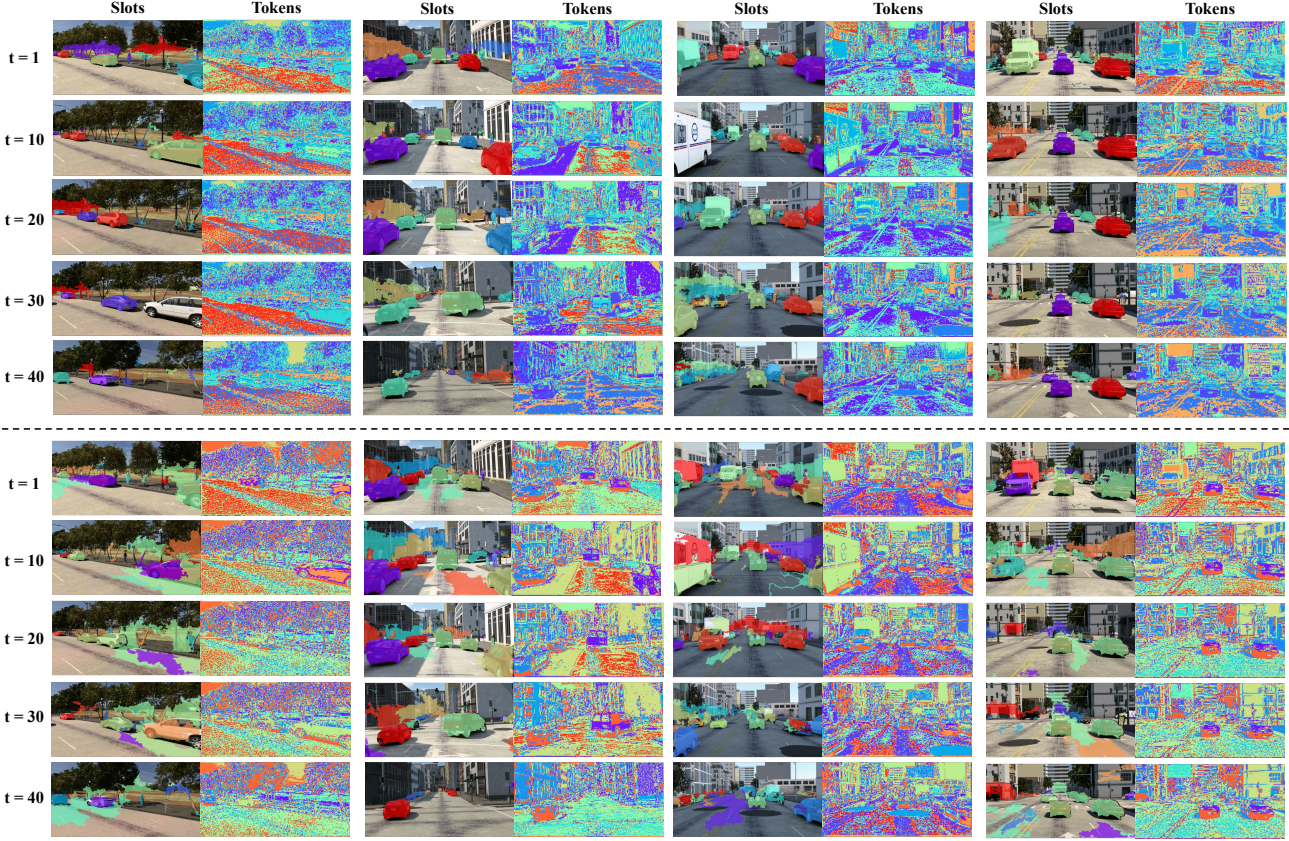 Slots Tokens Slots Tokens Slots Tokens Slots Tokens
t = 1
t = 10
t = 20
t = 30
t = 40
t = 1
t = 10
t = 20
t = 30
t = 40